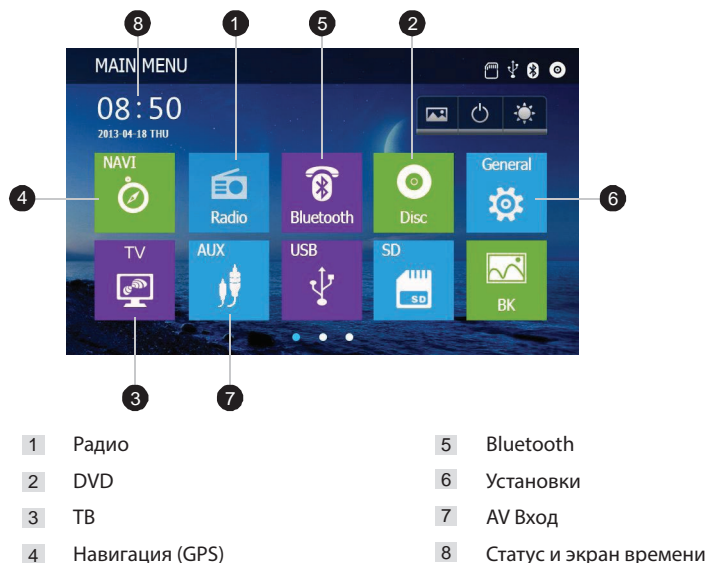 8 1 5 2
MAIN MENU
08:50
2013-04-18 THU
NAVI Radio Bluetooth Disc General
4 6
TV AUX USB SD BK
SD
3 7
1 Радио
2 DVD
3 ТВ
4 Навигация (GPS)
5 Bluetooth
6 Установки
7 AV Вход
8 Статус и экран времени